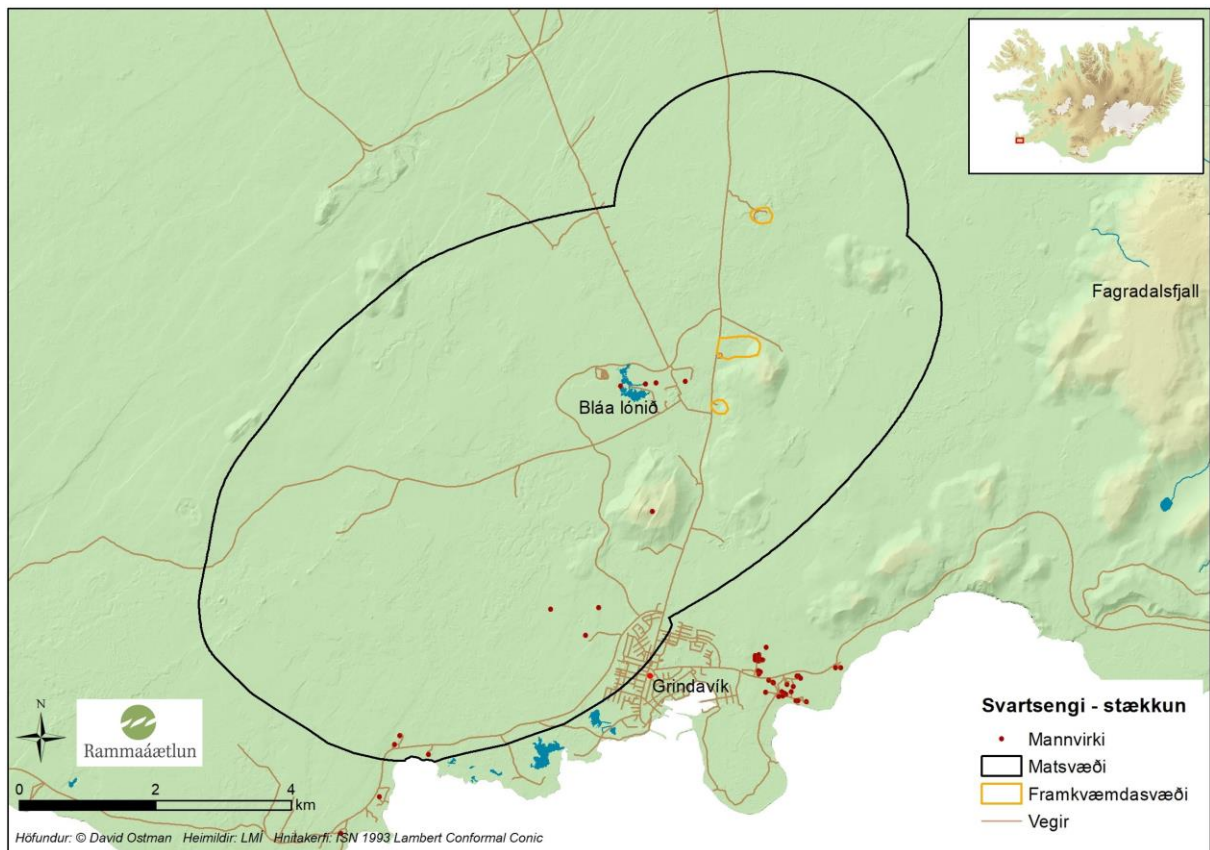 Fagradalsfjall
Bláa lónið
Grindavík
N
Rammaáætlun
0 2 4
km
Svartsengi - stækkun
Mannvirki
Matsvæði
Framkvæmdasvæði
Vegir
Höfundur: © David Ostman Heimildir: LMÍ Hnitakerfi: ISN 1993 Lambert Conformal Conic